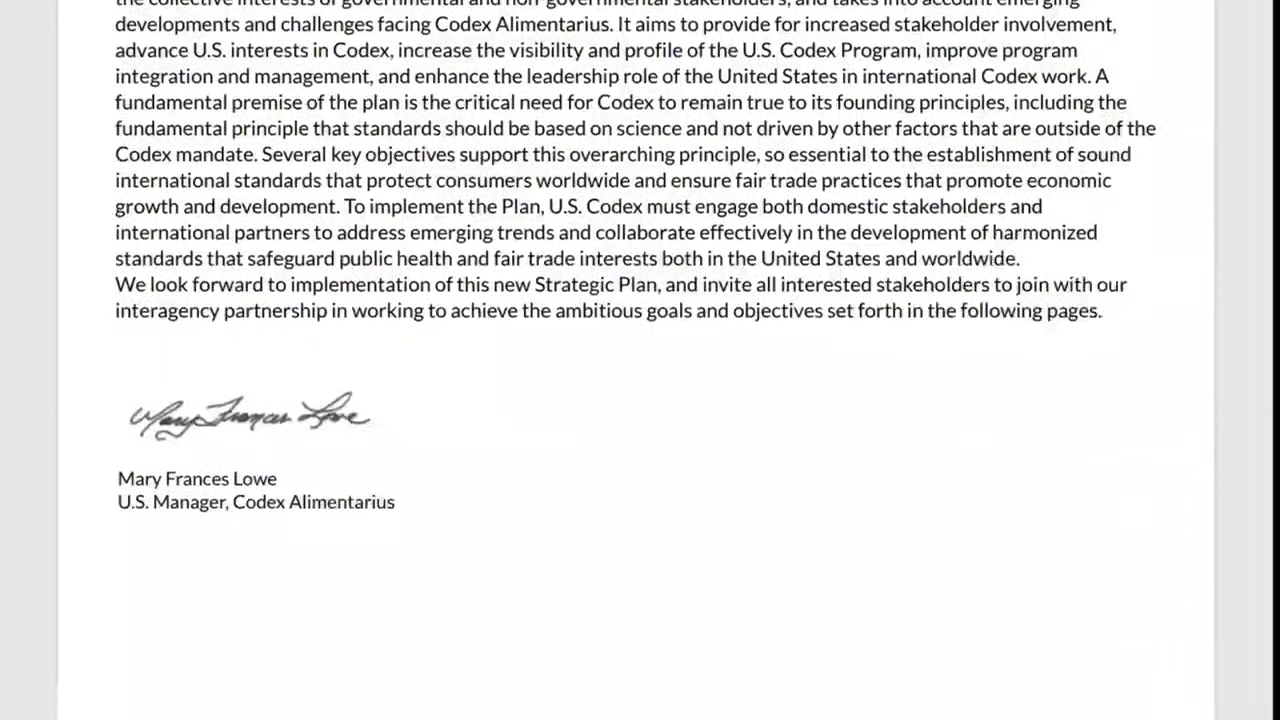 the collective interests of governmental and non-governmental stakeholders, and takes into account emerging
developments and challenges facing Codex Alimentarius. It aims to provide for increased stakeholder involvement,
advance U.S. interests in Codex, increase the visibility and profile of the U.S. Codex Program, improve program
integration and management, and enhance the leadership role of the United States in international Codex work. A
fundamental premise of the plan is the critical need for Codex to remain true to its founding principles, including the
fundamental principle that standards should be based on science and not driven by other factors that are outside of the
Codex mandate. Several key objectives support this overarching principle, so essential to the establishment of sound
international standards that protect consumers worldwide and ensure fair trade practices that promote economic
growth and development. To implement the Plan, U.S. Codex must engage both domestic stakeholders and
international partners to address emerging trends and collaborate effectively in the development of harmonized
standards that safeguard public health and fair trade interests both in the United States and worldwide.
We look forward to implementation of this new Strategic Plan, and invite all interested stakeholders to join with our
interagency partnership in working to achieve the ambitious goals and objectives set forth in the following pages.
Mary Frances Lowe
Mary Frances Lowe
U.S. Manager, Codex Alimentarius